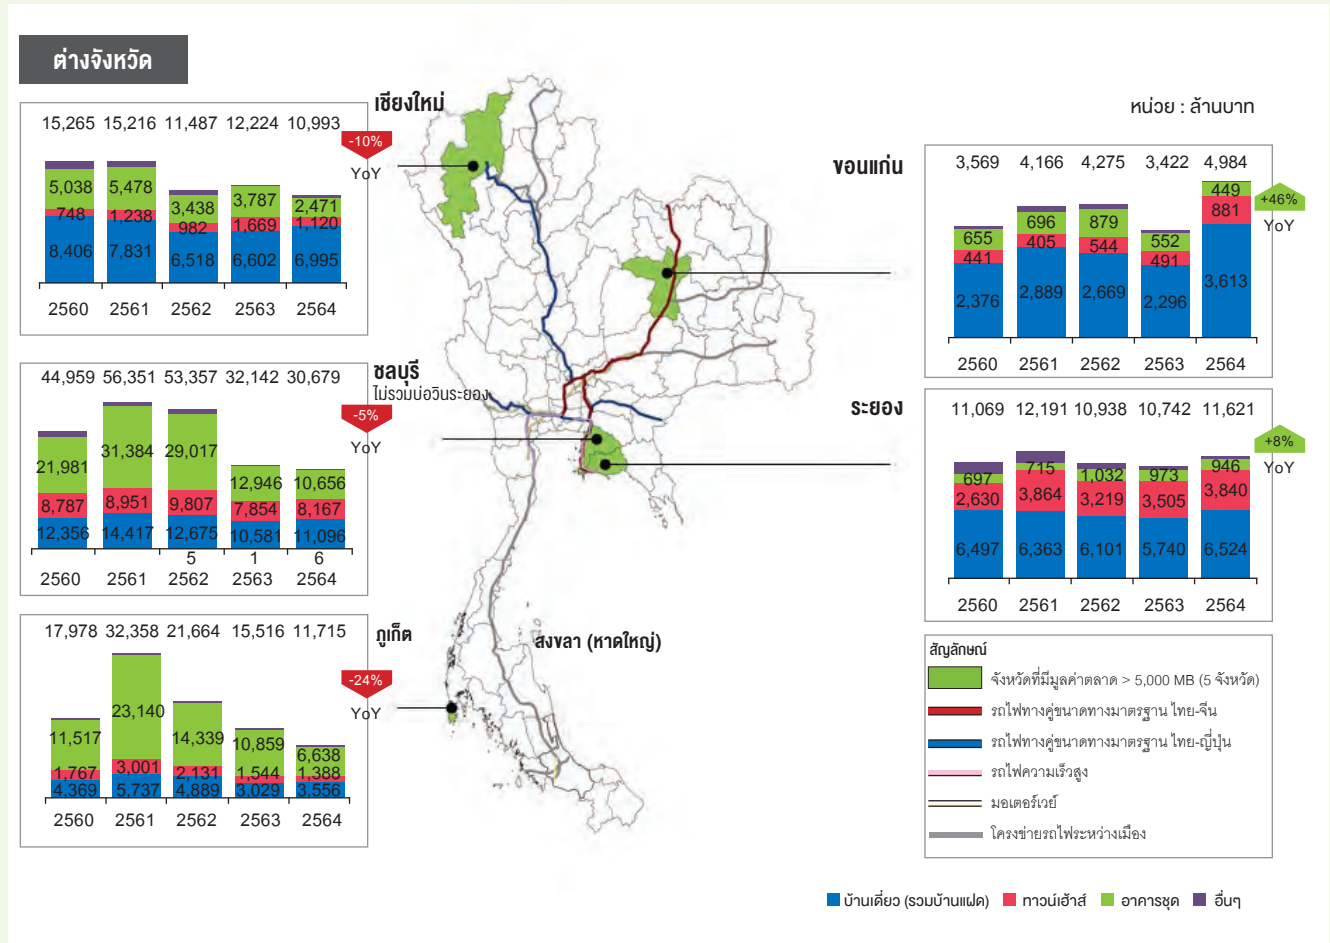 ต่างจังหวัด
หน่วย : ล้านบาท
เชียงใหม่
15,265 15,216 11,487 12,224 10,993
-10%
YoY
5,038 5,478 3,438 3,787 2,471
748 1,238 982 1,669 1,120
8,406 7,831 6,518 6,602 6,995
2560 2561 2562 2563 2564
ชลบุรี
ไม่รวมบ่อวินระยอง
44,959 56,351 53,357 32,142 30,679
-5%
YoY
21,981 31,384 29,017 12,946 10,656
8,787 8,951 9,807 7,854 8,167
12,356 14,417 12,675 10,581 11,096
5 1 6
2560 2561 2562 2563 2564
ภูเก็ต
17,978 32,358 21,664 15,516 11,715
-24%
YoY
11,517 23,140 14,339 10,859 6,638
1,767 3,001 2,131 1,544 1,388
4,369 5,737 4,889 3,029 3,556
2560 2561 2562 2563 2564
สงขลา (หาดใหญ่)
ขอนแก่น
3,569 4,166 4,275 3,422 4,984
+46%
YoY
655 696 879 552 449
441 405 544 491 881
2,376 2,889 2,669 2,296 3,613
2560 2561 2562 2563 2564
ระยอง
11,069 12,191 10,938 10,742 11,621
+8%
YoY
697 715 1,032 973 946
2,630 3,864 3,219 3,505 3,840
6,497 6,363 6,101 5,740 6,524
2560 2561 2562 2563 2564
สัญลักษณ์
จังหวัดที่มีมูลค่าตลาด > 5,000 MB (5 จังหวัด)
รถไฟทางคู่ขนาดทางมาตรฐาน ไทย-จีน
รถไฟทางคู่ขนาดทางมาตรฐาน ไทย-ญี่ปุ่น
รถไฟความเร็วสูง
มอเตอร์เวย์
โครงข่ายรถไฟระหว่างเมือง
บ้านเดี่ยว (รวมบ้านแฝด) ทาวน์เฮ้าส์ อาคารชุด อื่นๆ